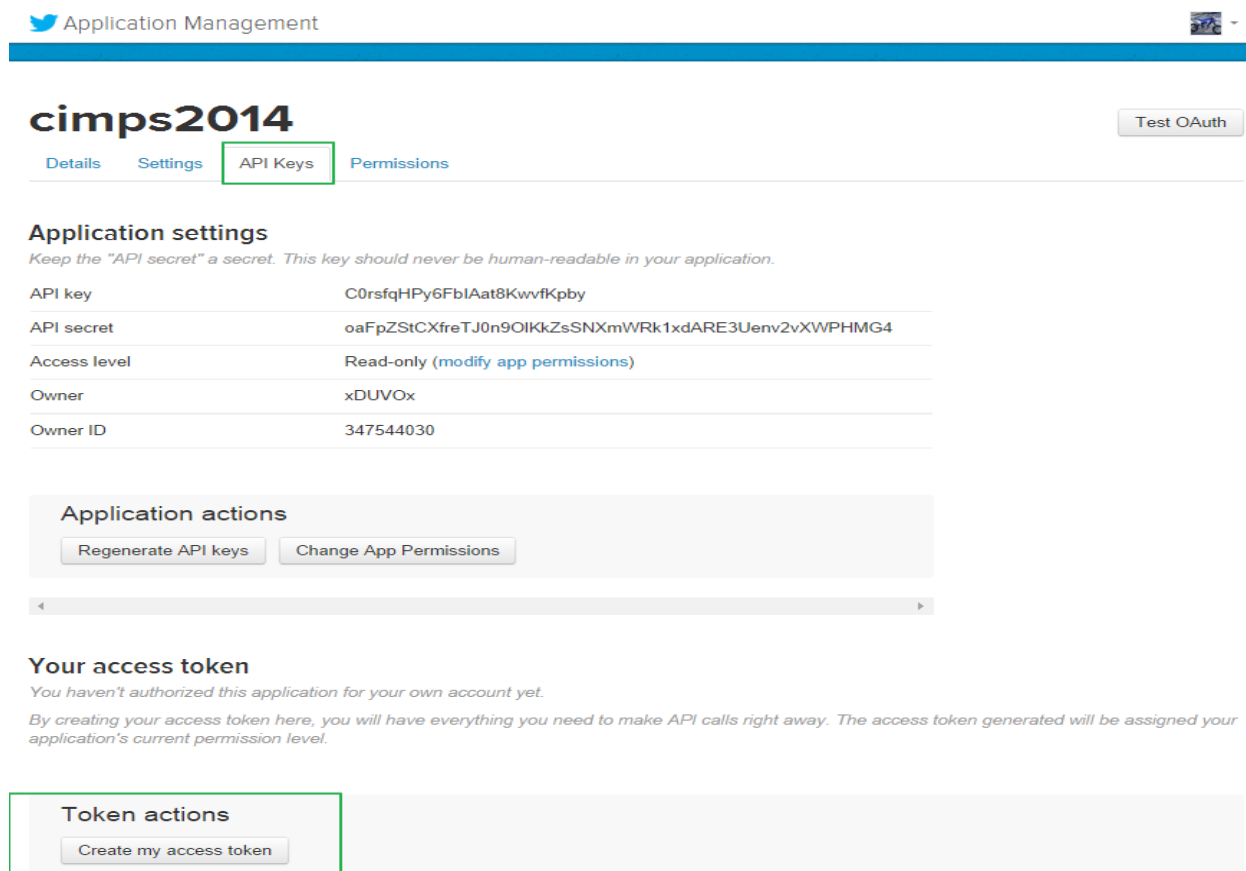 Application Management
cimps2014
Test OAuth
Details Settings API Keys Permissions
Application settings
Keep the "API secret" a secret. This key should never be human-readable in your application.
API key C0rsfqHPy6FbIAat8KwvfKpby
API secret oaFpZStCXfreTJ0n9OlKkZsSNXmWRk1xdARE3Uenv2vXWPHMG4
Access level Read-only (modify app permissions)
Owner xDUVOx
Owner ID 347544030
Application actions
Regenerate API keys Change App Permissions
Your access token
You haven't authorized this application for your own account yet.
By creating your access token here, you will have everything you need to make API calls right away. The access token generated will be assigned your
application's current permission level.
Token actions
Create my access token